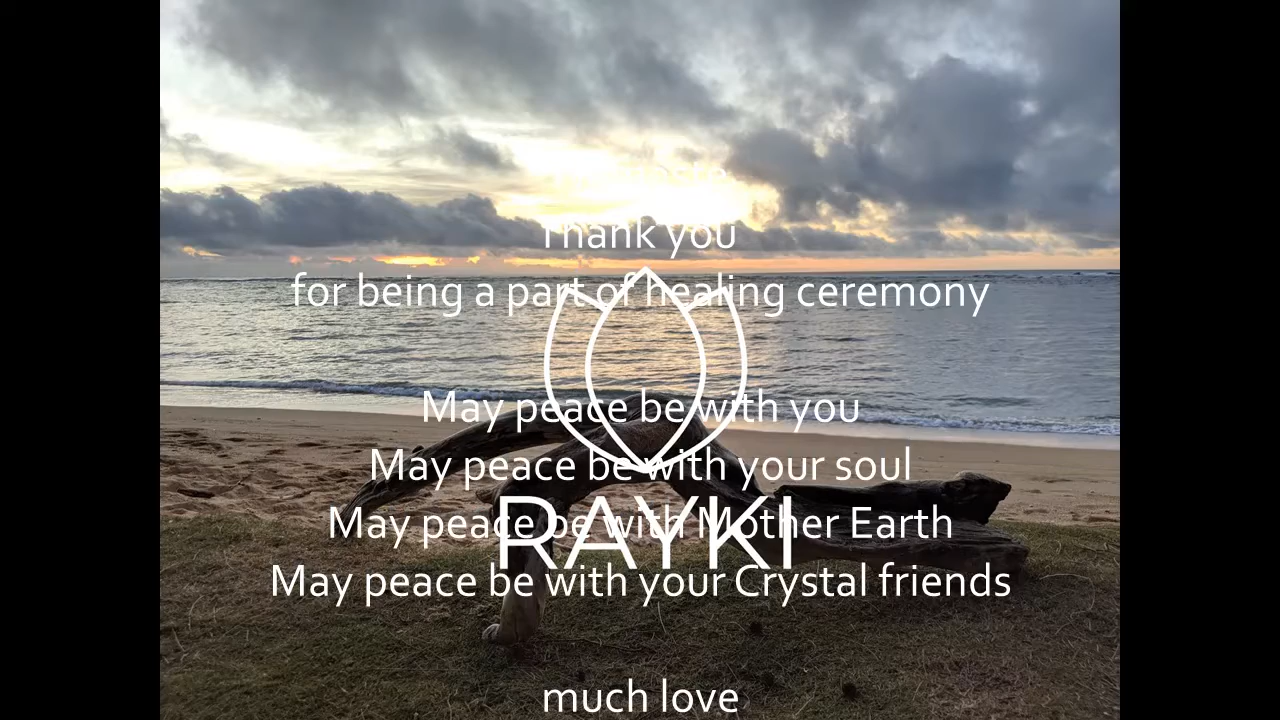 Thank you
for being a part of healing ceremony
May peace be with you
May peace be with your soul
RAYKI
May peace be with Mother Earth
May peace be with your Crystal friends
much love